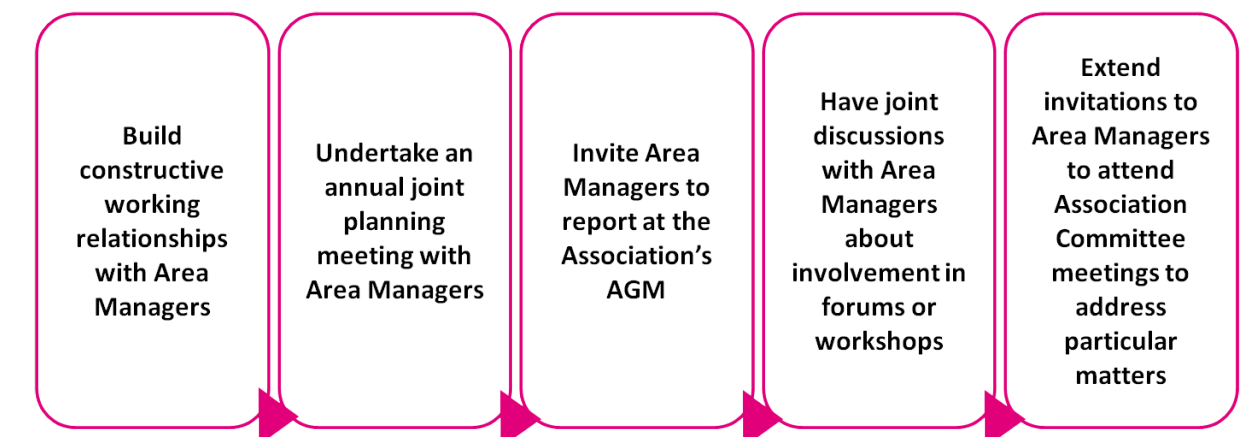 Build
constructive
working
relationships
with Area
Managers
Undertake an
annual joint
planning
meeting with
Area Managers
Invite Area
Managers to
report at the
Association’s
AGM
Have joint
discussions
with Area
Managers
about
involvement in
forums or
workshops
Extend
invitations to
Area Managers
to attend
Association
Committee
meetings to
address
particular
matters